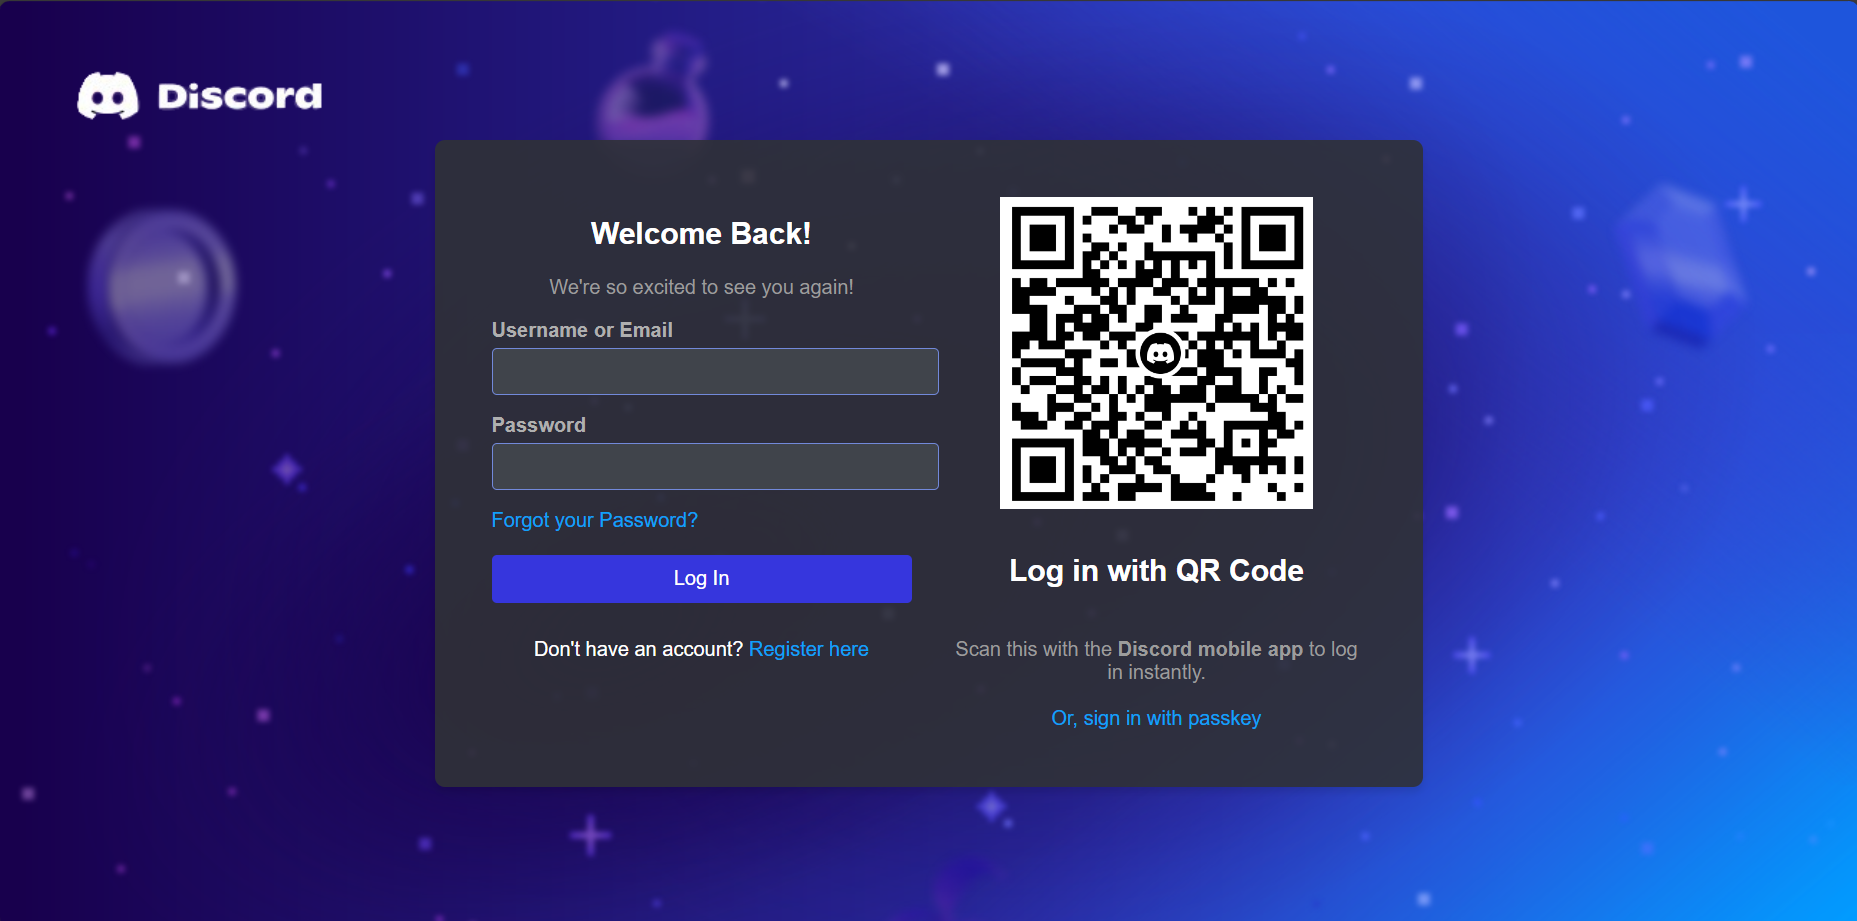 Discord
Welcome Back!
We're so excited to see you again!
Username or Email
Password
Forgot your Password?
Log In
Don't have an account? Register here
Log in with QR Code
Scan this with the Discord mobile app to log
in instantly.
Or, sign in with passkey